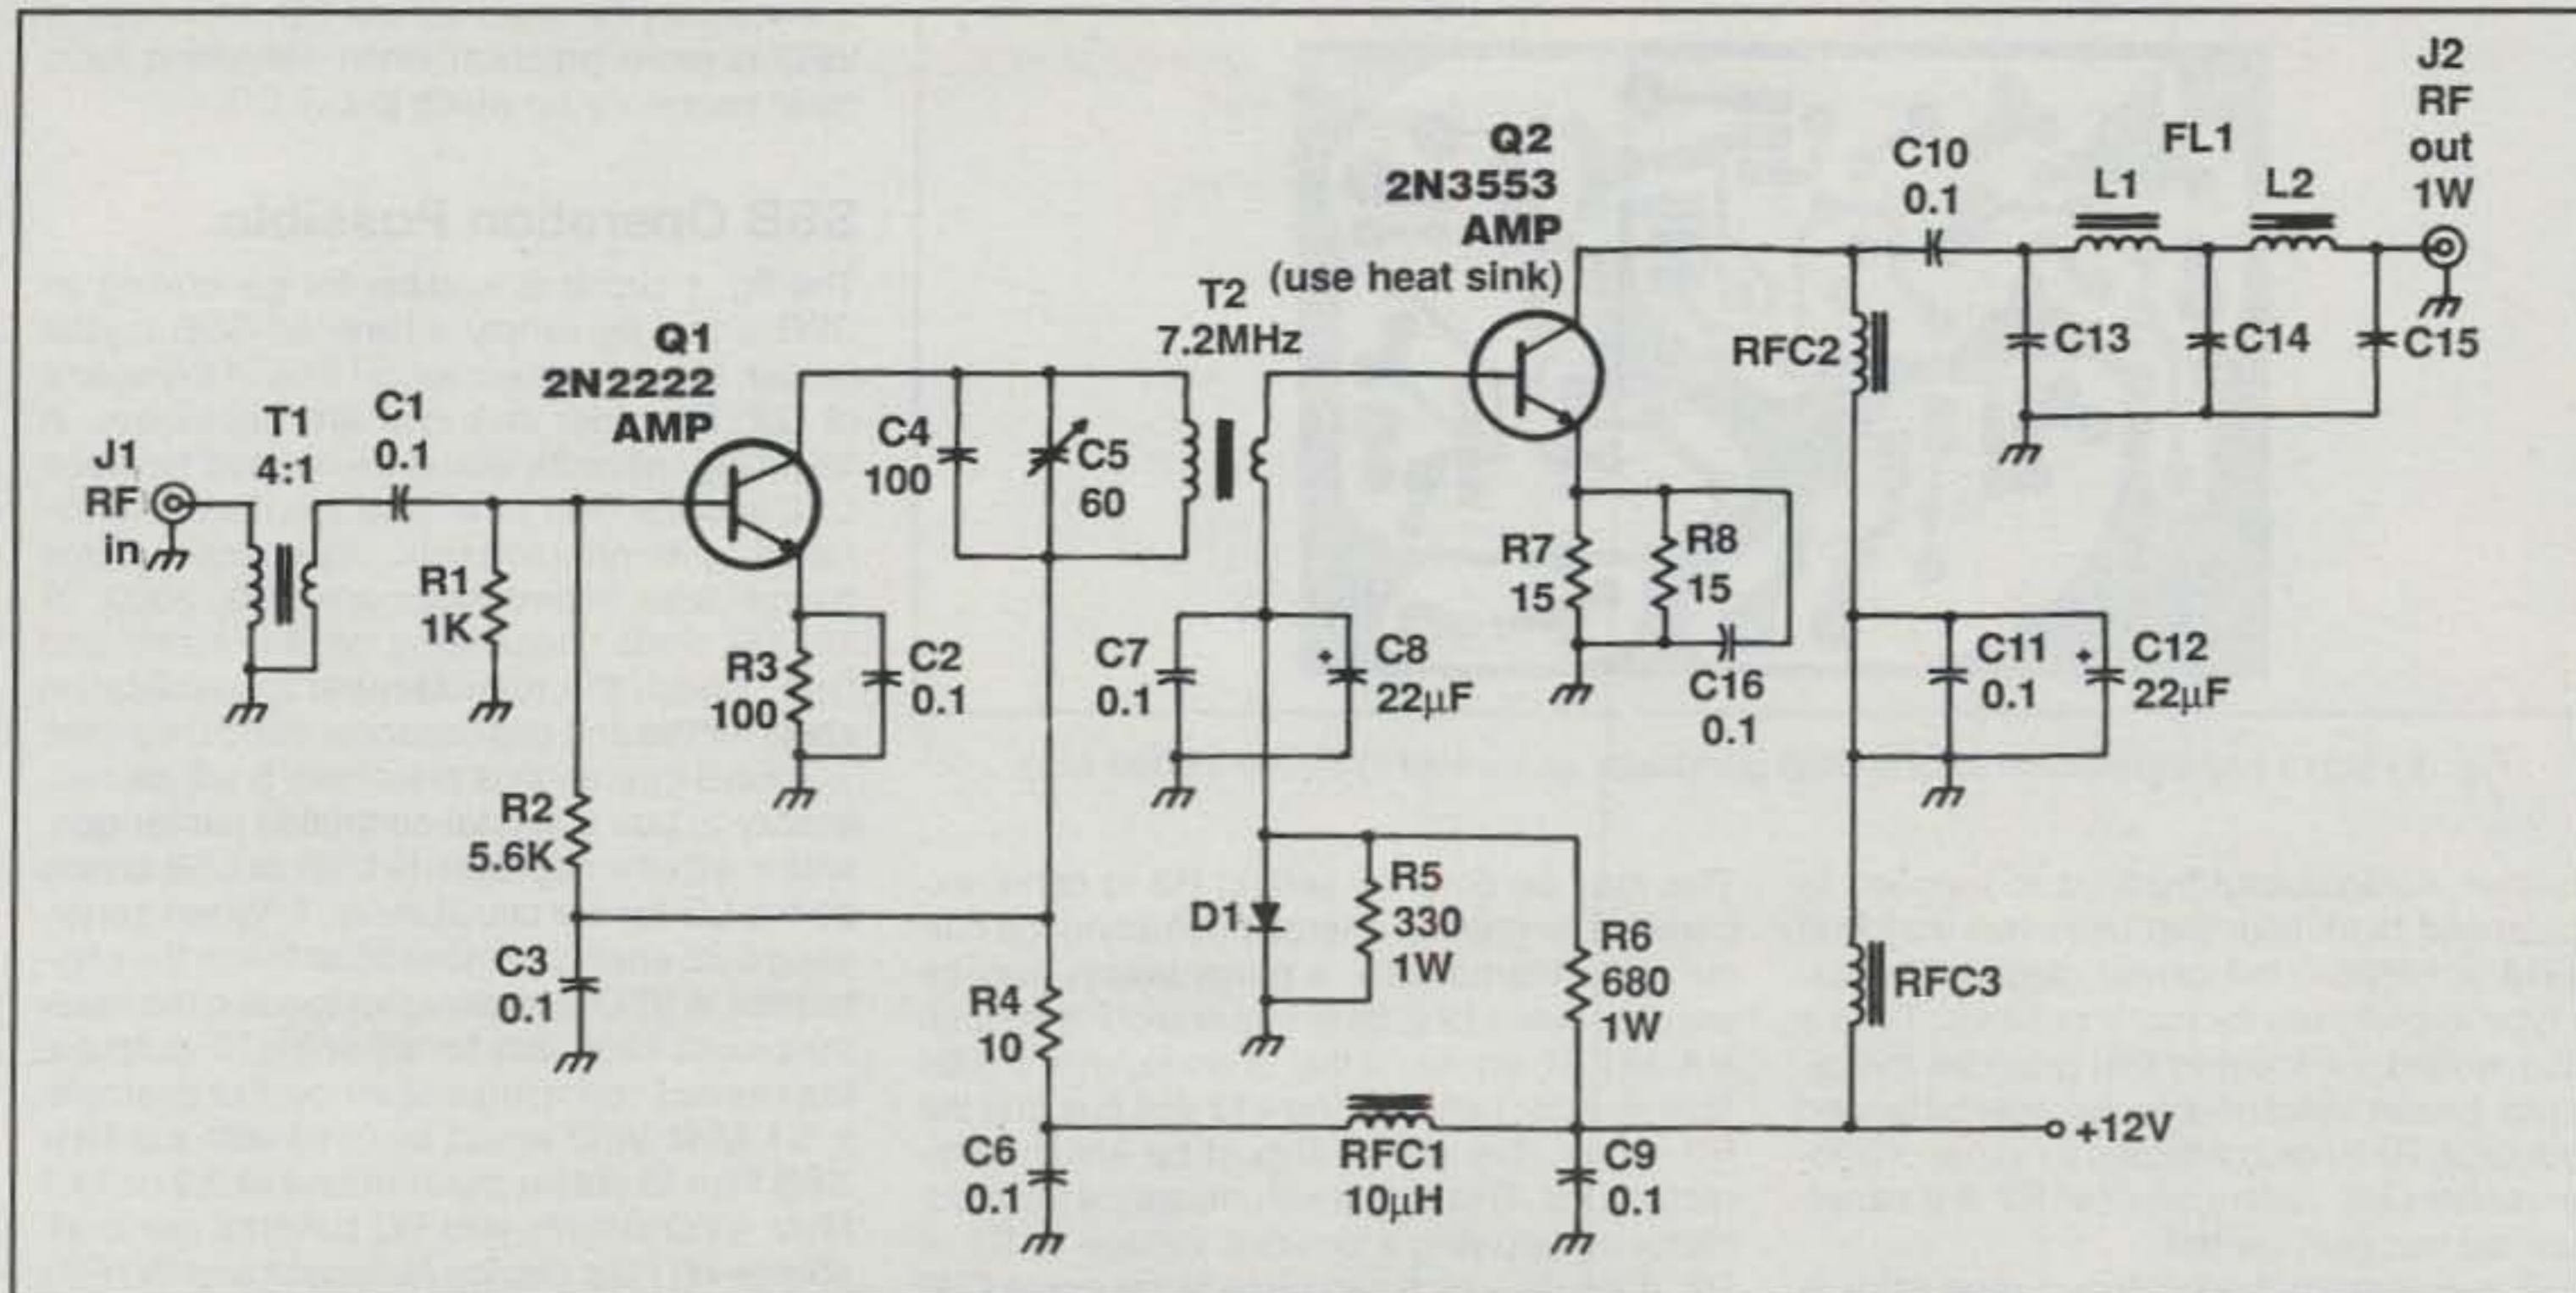 J1
RF
in
T1
4:1
C1
0.1
R1
1K
R2
5.6K
C3
0.1
Q1
2N2222
AMP
R3
100
C2
0.1
C4
100
C5
60
T2
7.2MHz
Q2
2N3553
AMP
(use heat sink)
C7
0.1
+
C8
22µF
D1
R5
330
1W
R6
680
1W
R4
10
C6
0.1
RFC1
10µH
C9
0.1
R7
15
R8
15
C16
0.1
RFC2
C10
0.1
FL1
L1
L2
J2
RF
out
1W
C13
C14
C15
C11
0.1
+
C12
22µF
RFC3
+12V
SSB Operation Possible